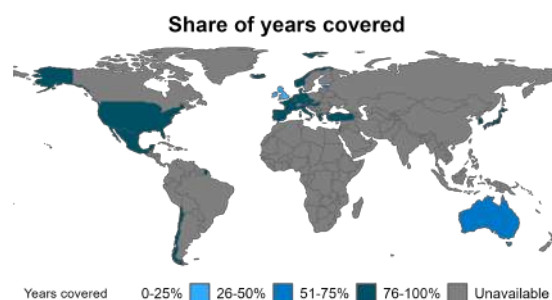 Share of years covered
Years covered 0-25% 26-50% 51-75% 76-100% Unavailable